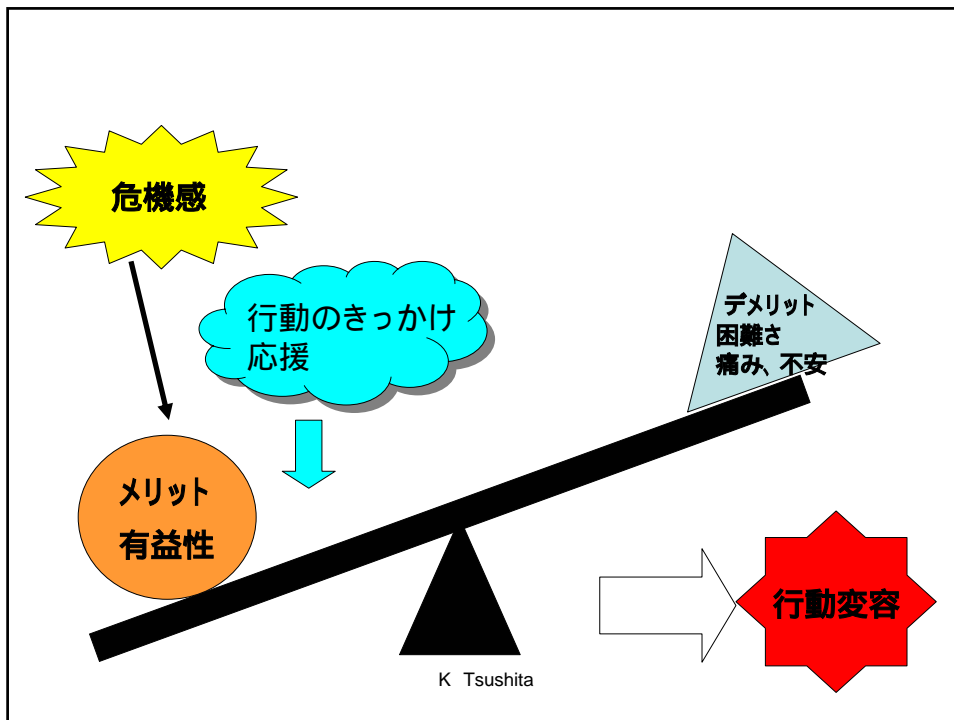 危機感
行動のきっかけ
応援
デメリット
困難さ
痛み、不安
メリット
有益性
行動変容
K Tsushita